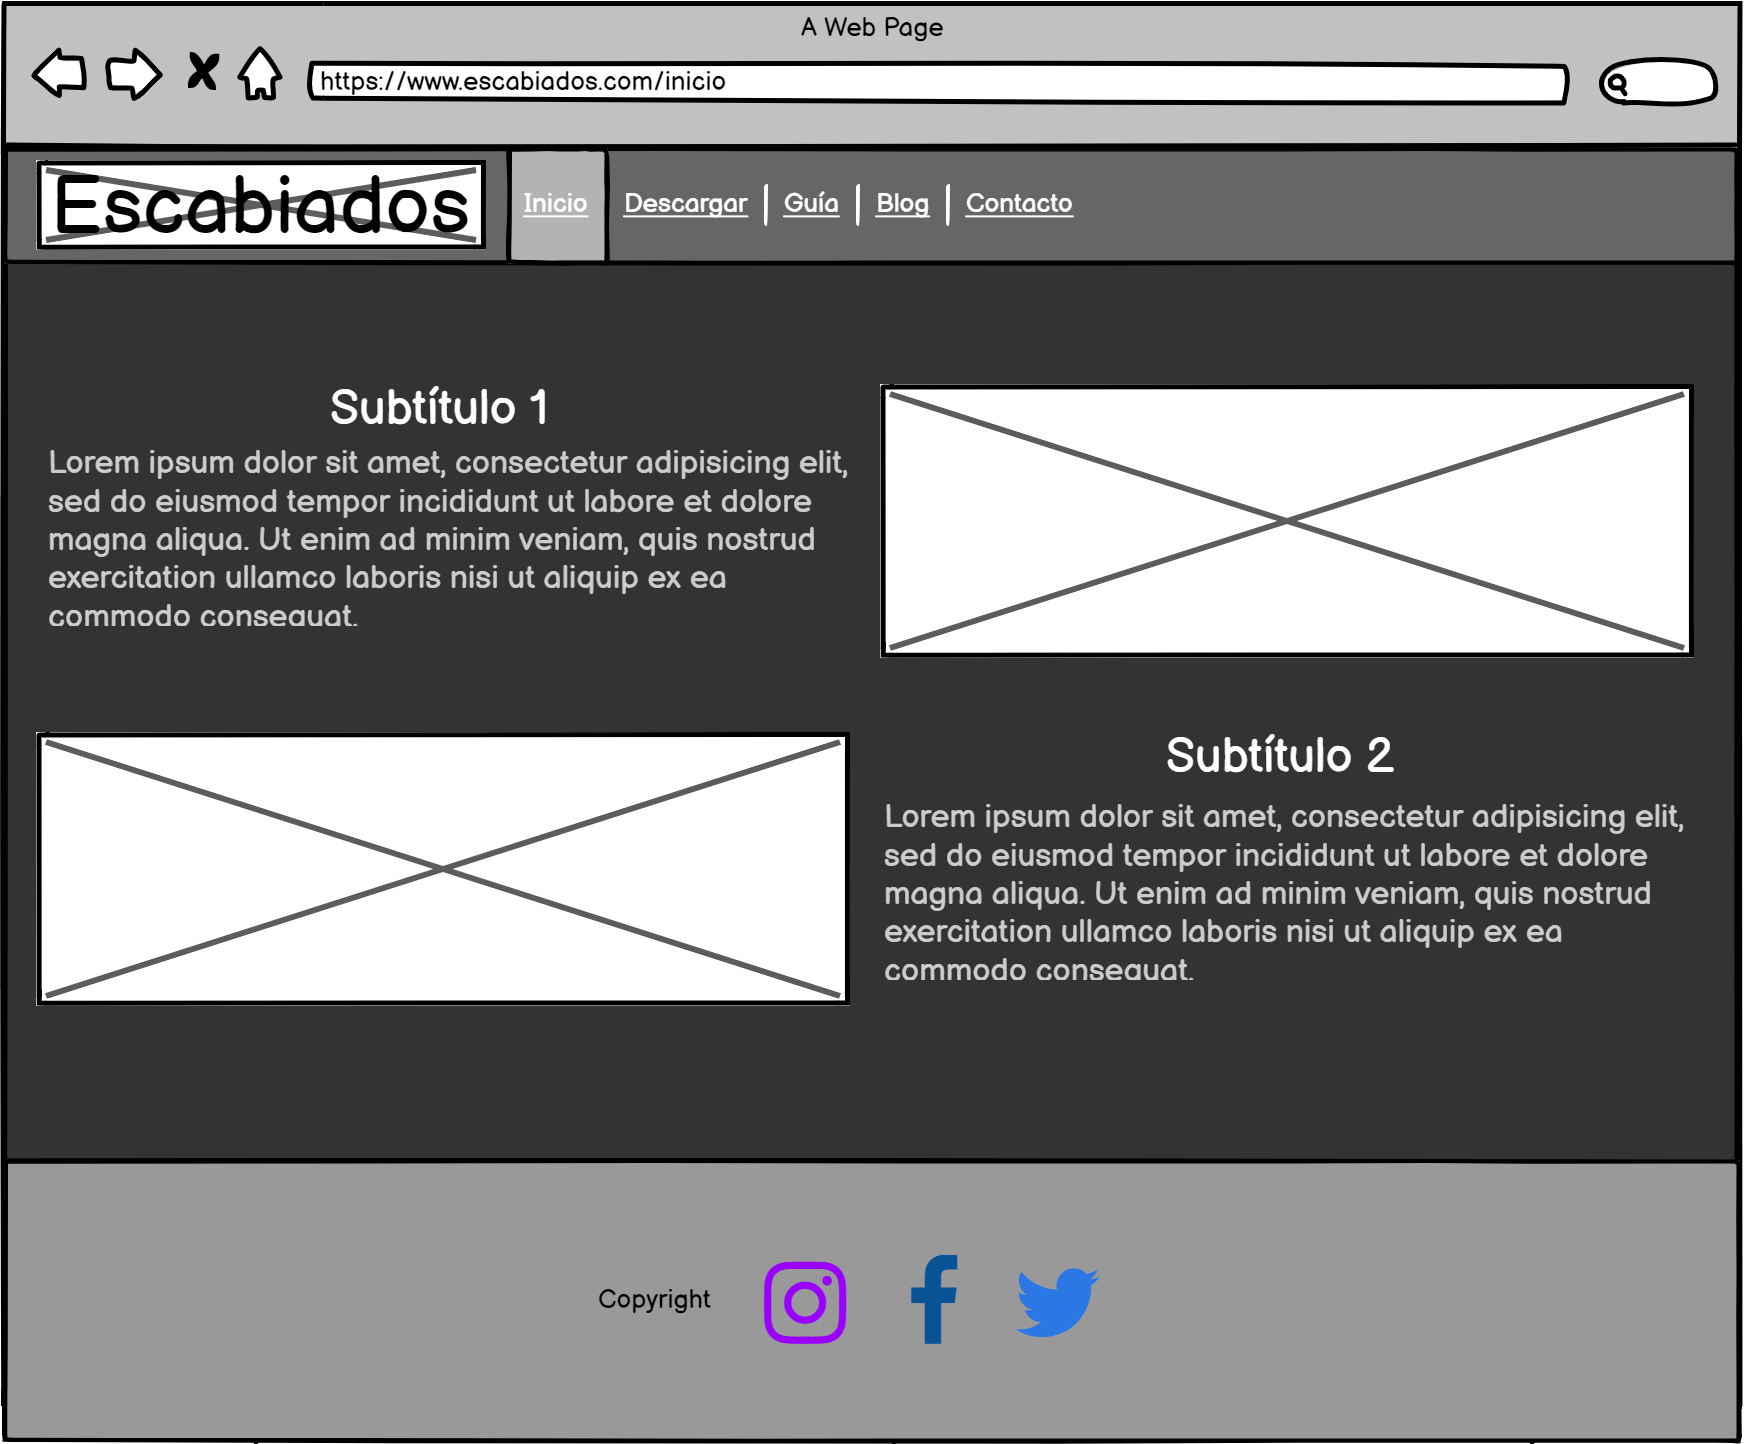 A Web Page
https://www.escabiados.com/inicio
Escabiados
Inicio Descargar Guía Blog Contacto
Subtítulo 1
Lorem ipsum dolor sit amet, consectetur adipisicing elit,
sed do eiusmod tempor incididunt ut labore et dolore
magna aliqua. Ut enim ad minim veniam, quis nostrud
exercitation ullamco laboris nisi ut aliquip ex ea
commodo consequat.
Subtítulo 2
Lorem ipsum dolor sit amet, consectetur adipisicing elit,
sed do eiusmod tempor incididunt ut labore et dolore
magna aliqua. Ut enim ad minim veniam, quis nostrud
exercitation ullamco laboris nisi ut aliquip ex ea
commodo consequat.
Copyright